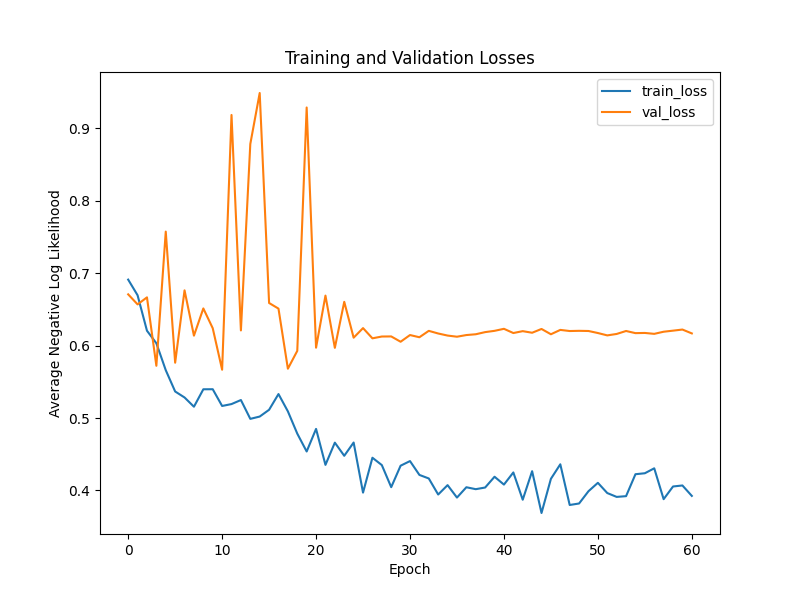 Training and Validation Losses
train_loss
val_loss
Average Negative Log Likelihood
0.9
0.8
0.7
0.6
0.5
0.4
0 10 20 30 40 50 60
Epoch